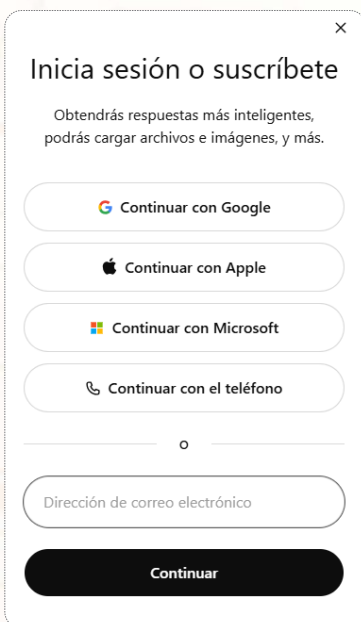 Inicia sesión o suscríbete
Obtendrás respuestas más inteligentes,
podrás cargar archivos e imágenes, y más.
Continuar con Google
Continuar con Apple
Continuar con Microsoft
Continuar con el teléfono
o
Dirección de correo electrónico
Continuar